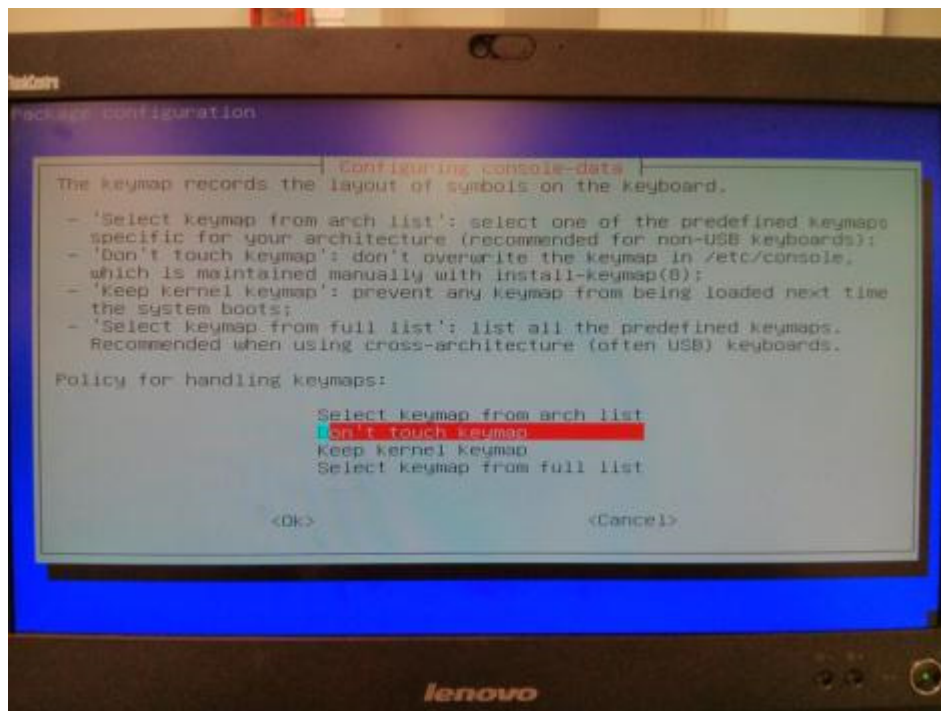 ThinkCentre
Package configuration
Configuring console-data
The keymap records the layout of symbols on the keyboard.
- 'Select keymap from arch list': select one of the predefined keymaps
specific for your architecture (recommended for non-USB keyboards);
- 'Don't touch keymap': don't overwrite the keymap in /etc/console,
which is maintained manually with install-keymap(8);
- 'Keep kernel keymap': prevent any keymap from being loaded next time
the system boots;
- 'Select keymap from full list': list all the predefined keymaps.
Recommended when using cross-architecture (often USB) keyboards.
Policy for handling keymaps:
Select keymap from arch list
Don't touch keymap
Keep kernel keymap
Select keymap from full list
<Ok> <Cancel>
lenovo